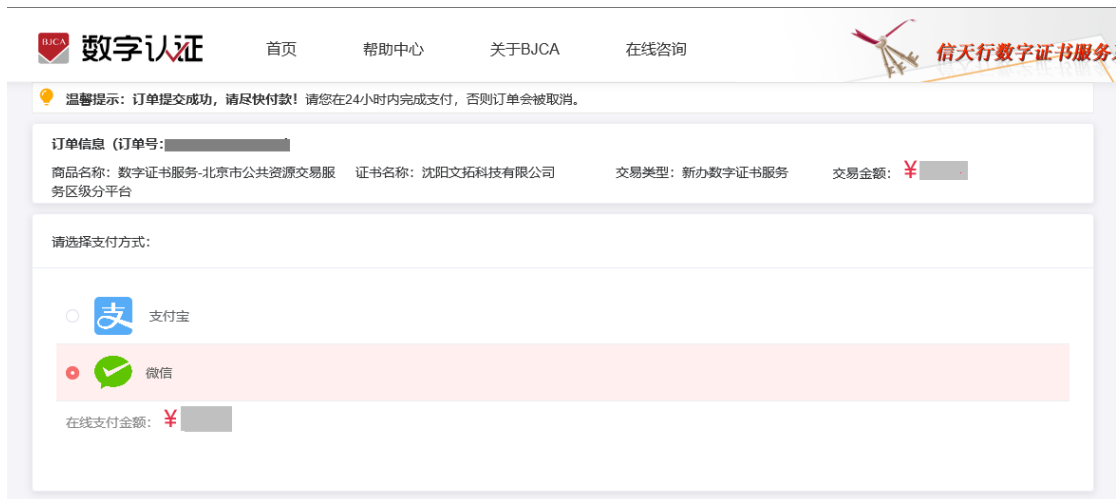 BJCA 数字认证 首页 帮助中心 关于BJCA 在线咨询 信天行数字证书服务
温馨提示：订单提交成功，请尽快付款！请您在24小时内完成支付，否则订单会被取消。
订单信息（订单号:
商品名称：数字证书服务-北京市公共资源交易服务区级分平台
证书名称：沈阳文拓科技有限公司
交易类型：新办数字证书服务
交易金额：￥
请选择支付方式：
支 支付宝
微信
在线支付金额：￥